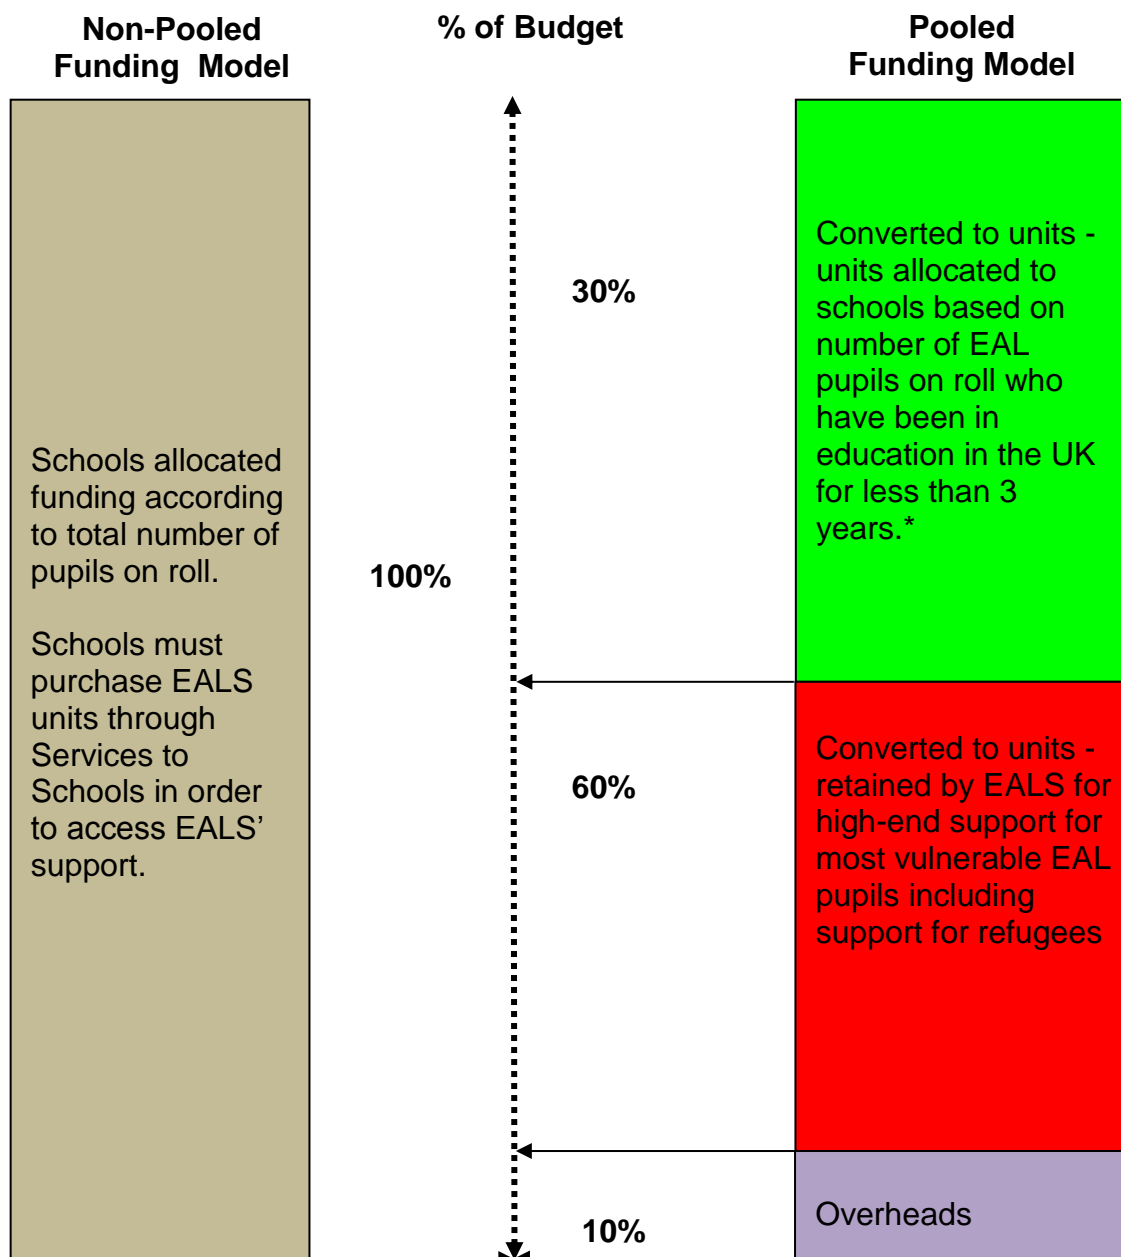 Non-Pooled
Funding  Model
% of Budget
Pooled
Funding Model
Schools allocated
funding according
to total number of
pupils on roll.
Schools must
purchase EALS
units through
Services to
Schools in order
to access EALS’
support.
100%
30%
60%
10%
Converted to units -
units allocated to
schools based on
number of EAL
pupils on roll who
have been in
education in the UK
for less than 3
years.*
Converted to units -
retained by EALS for
high-end support for
most vulnerable EAL
pupils including
support for refugees
Overheads